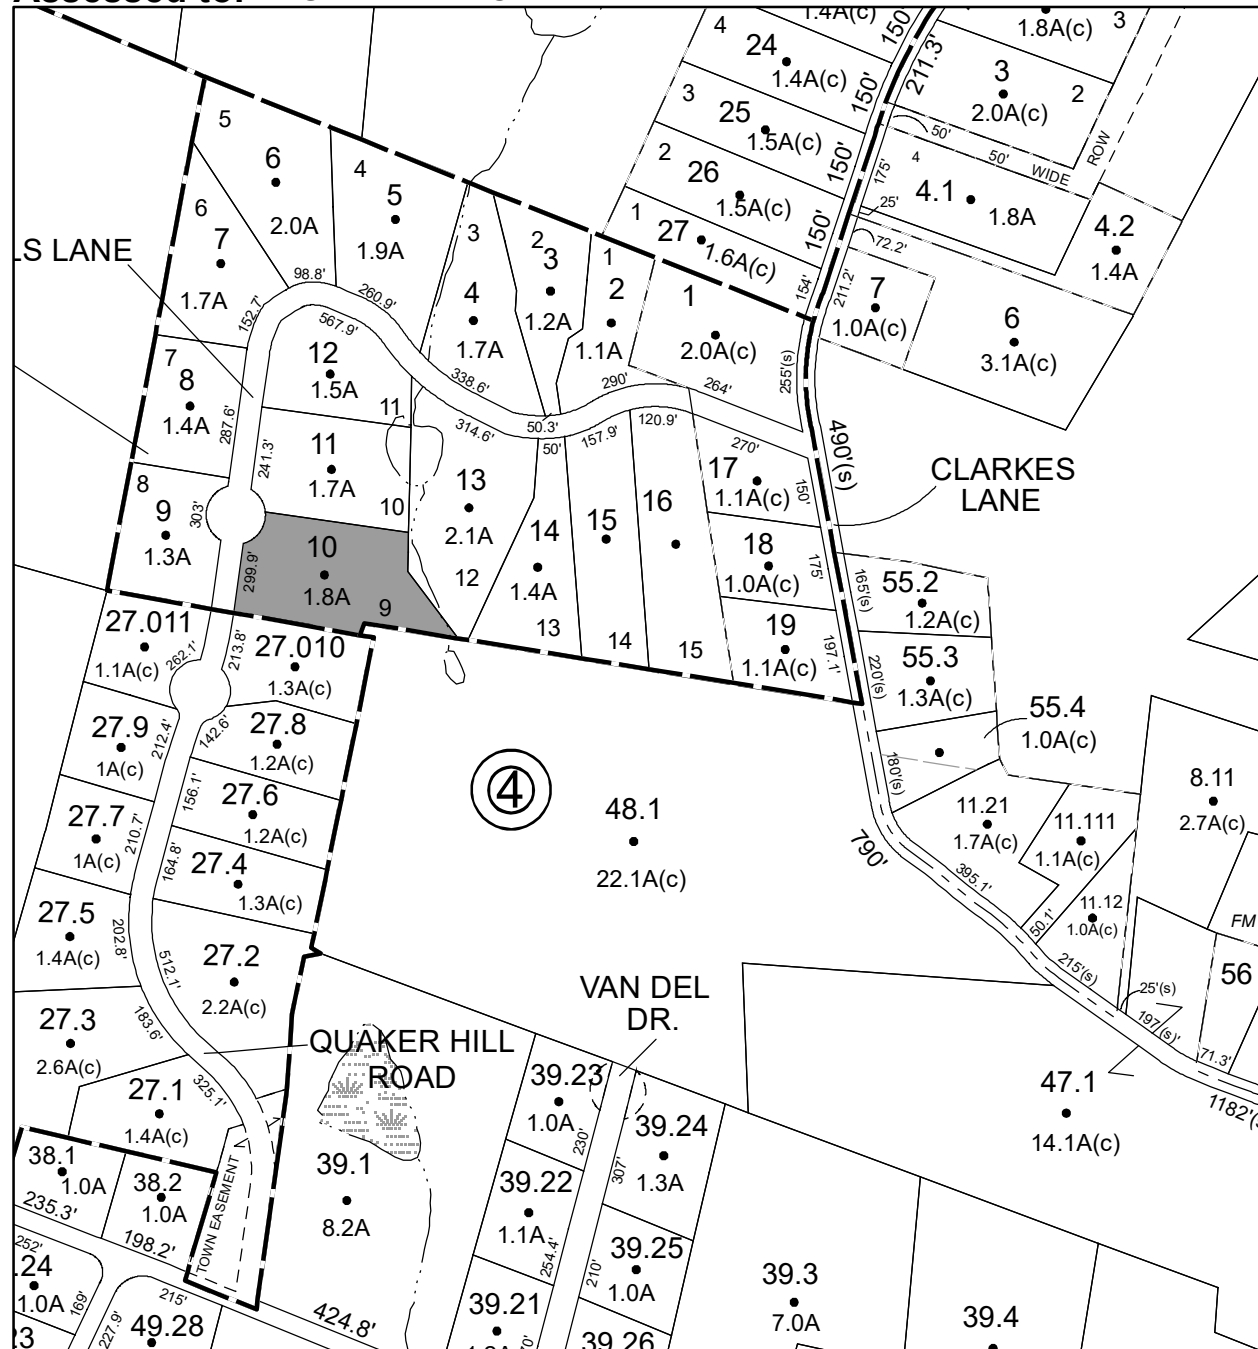 Assessed to:
4
24
1.4A(c)
1.4A(c)
150'
211.3'
1.8A(c)
3
3
2.0A(c)
2
3
25
1.5A(c)
150'
50'
50'
WIDE
ROW
5
2
26
1.5A(c)
150'
175'
4
4.1
1.8A
25'
6
2.0A
4
5
1.9A
1
27
1.6A(c)
150'
154'
72.2'
211.2'
4.2
1.4A
6
7
1.7A
LS LANE
3
4
1.7A
2
3
1.2A
1
2
1.1A
1
2.0A(c)
7
1.0A(c)
6
3.1A(c)
98.8'
260.9'
152.7'
567.9'
338.6'
290'
264'
255'(s)
7
8
1.4A
287.6'
12
1.5A
11
314.6'
50.3'
50'
157.9'
120.9'
270'
490'(s)
241.3'
11
1.7A
10
13
2.1A
12
17
1.1A(c)
150'
CLARKES
LANE
8
9
1.3A
303'
16
15
14
1.4A
13
14
15
18
1.0A(c)
175'
10
1.8A
9
299.9'
19
1.1A(c)
197.1'
165'(s)
55.2
1.2A(c)
220'(s)
55.3
1.3A(c)
27.011
1.1A(c)
262.1'
213.8'
27.010
1.3A(c)
55.4
1.0A(c)
180'(s)
27.9
1A(c)
212.4'
142.6'
27.8
1.2A(c)
4
48.1
22.1A(c)
8.11
2.7A(c)
156.1'
27.6
1.2A(c)
27.7
1A(c)
210.7'
164.8'
27.4
1.3A(c)
790'
11.21
1.7A(c)
11.111
1.1A(c)
395.1'
50.1'
11.12
1.0A(c)
FM
27.5
1.4A(c)
202.8'
512.1'
27.2
2.2A(c)
215'(s)
25'(s)
197'(s)
71.3'
56
VAN DEL
DR.
27.3
2.6A(c)
183.6'
QUAKER HILL
ROAD
325.1'
27.1
1.4A(c)
39.23
1.0A
230'
39.24
1.3A
307'
47.1
14.1A(c)
1182'(s
38.1
1.0A
235.3'
38.2
1.0A
198.2'
TOWN EASEMENT
39.1
8.2A
39.22
1.1A
254.4'
39.25
1.0A
210'
252'
.24
1.0A
169'
215'
227.9'
49.28
424.8'
39.21
39.26
39.3
7.0A
39.4